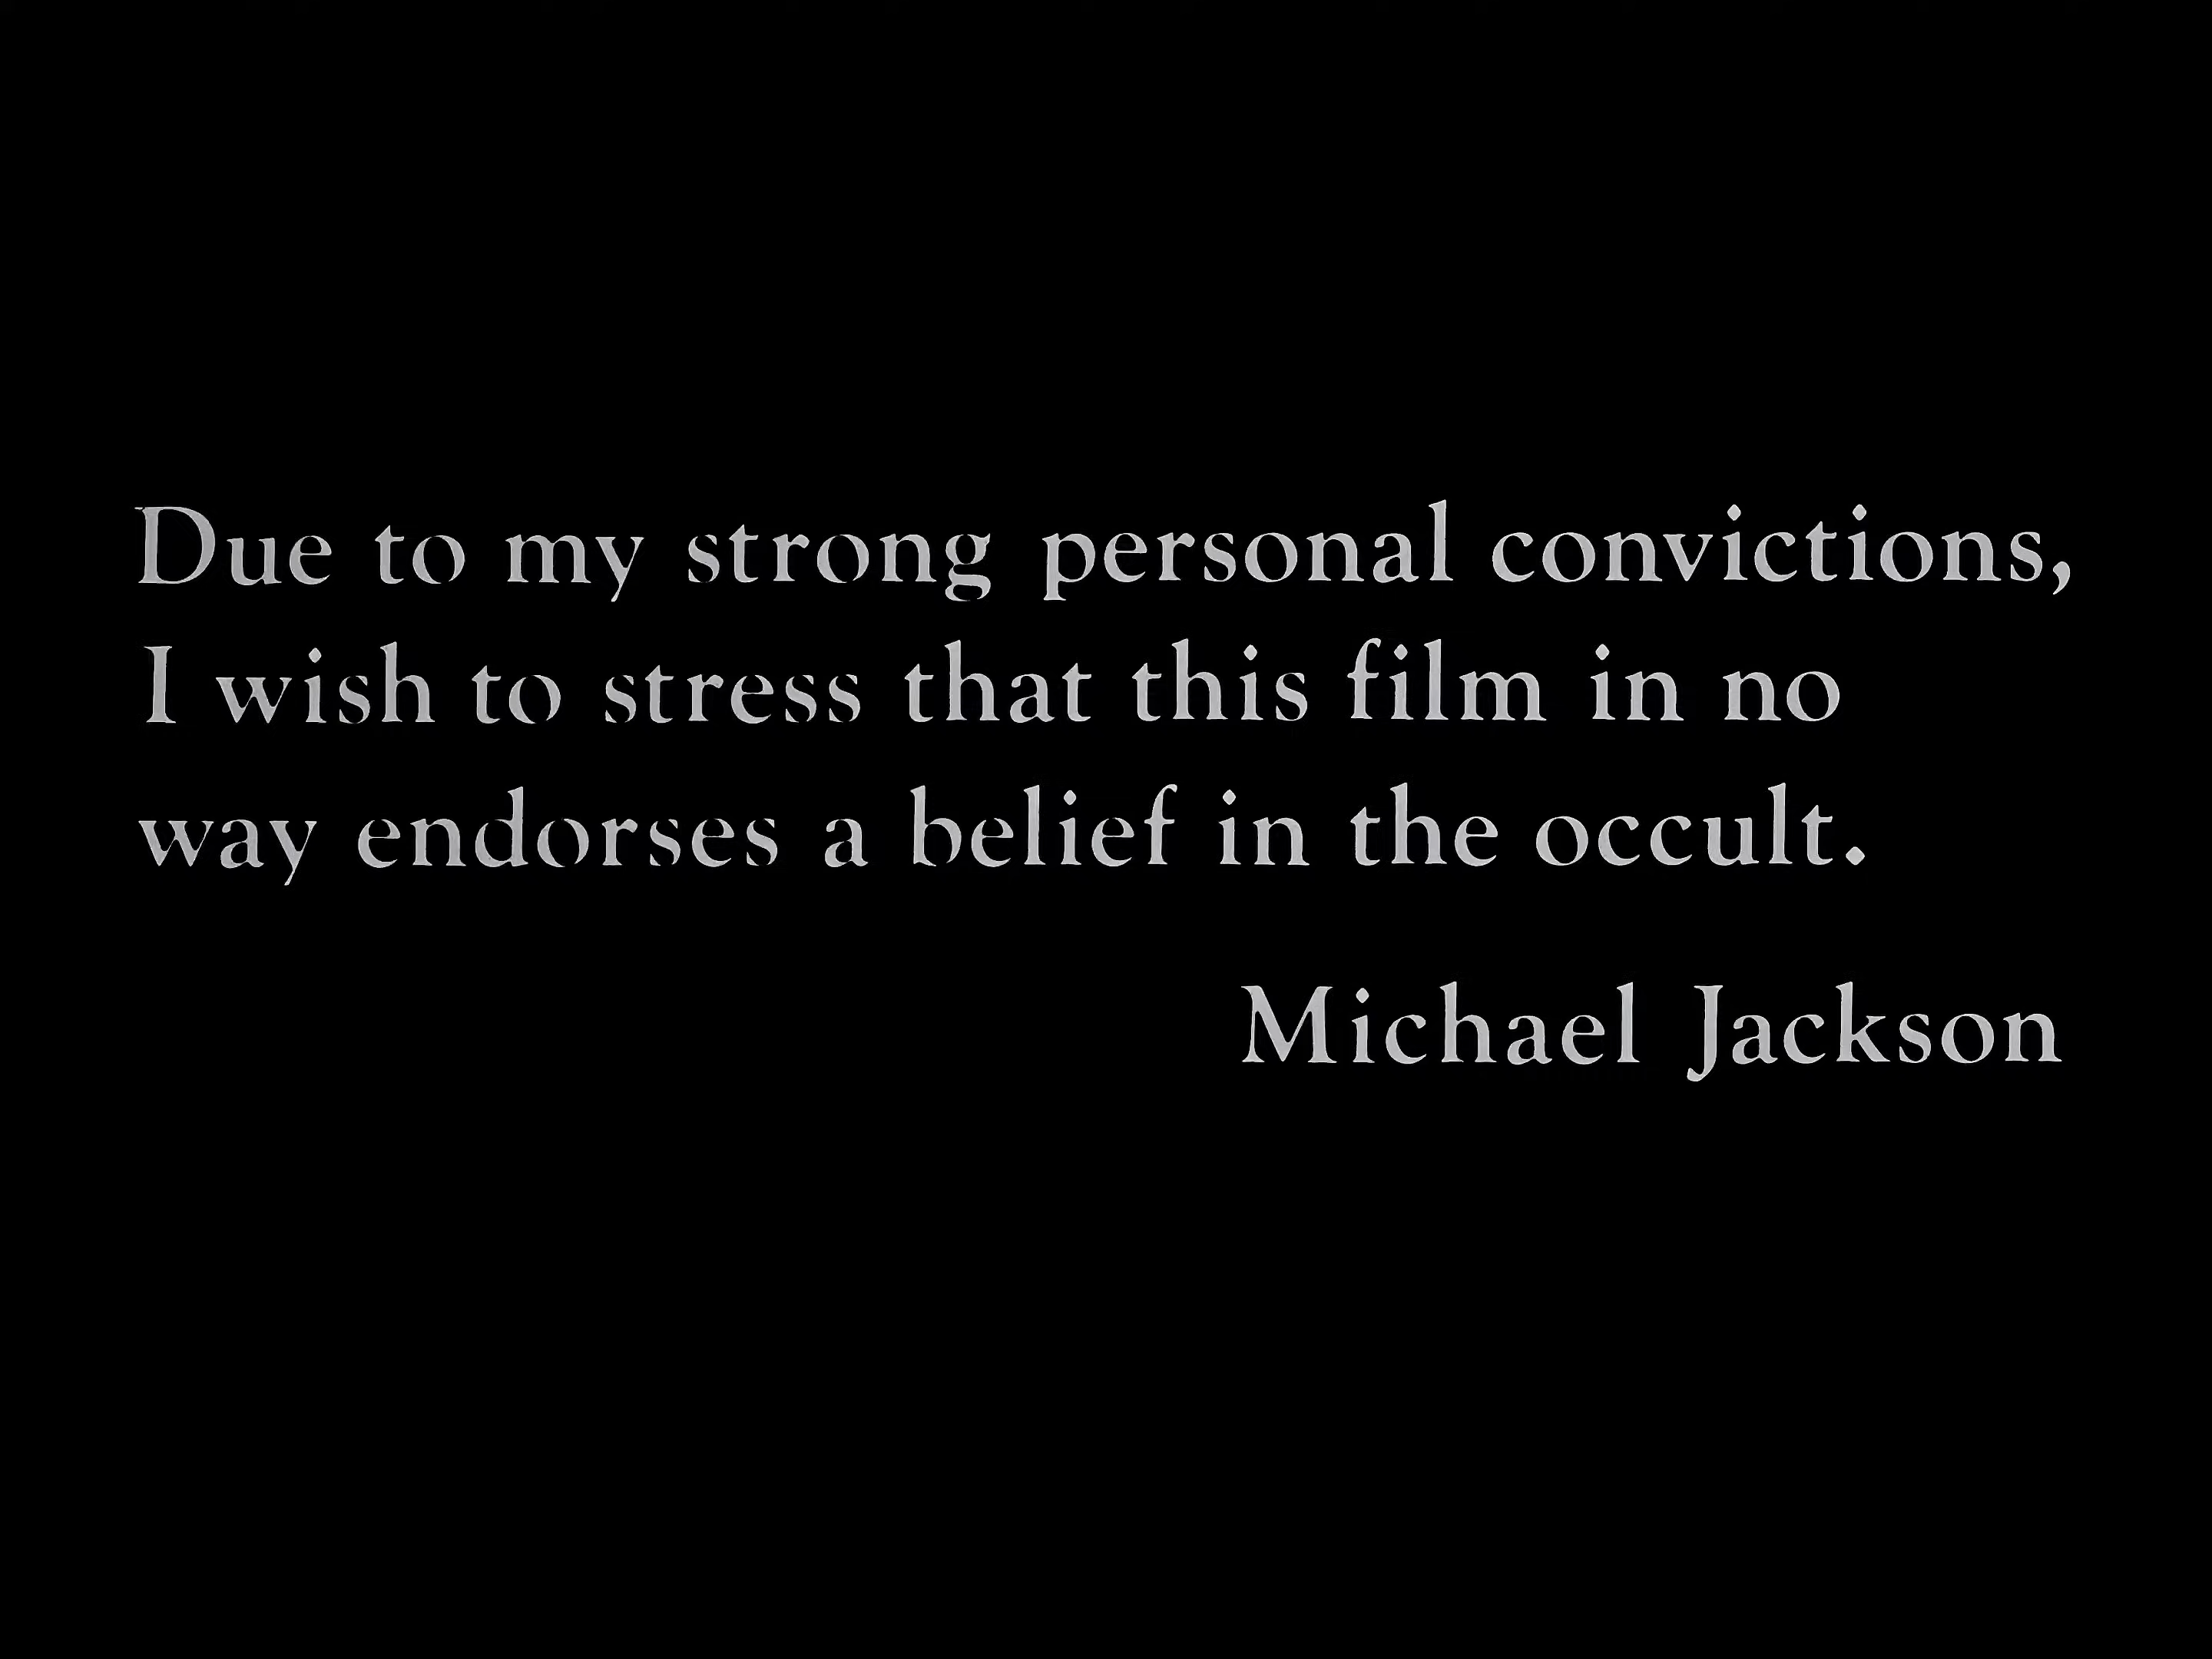 Due to my strong personal convictions,
I wish to stress that this film in no
way endorses a belief in the occult.
Michael Jackson